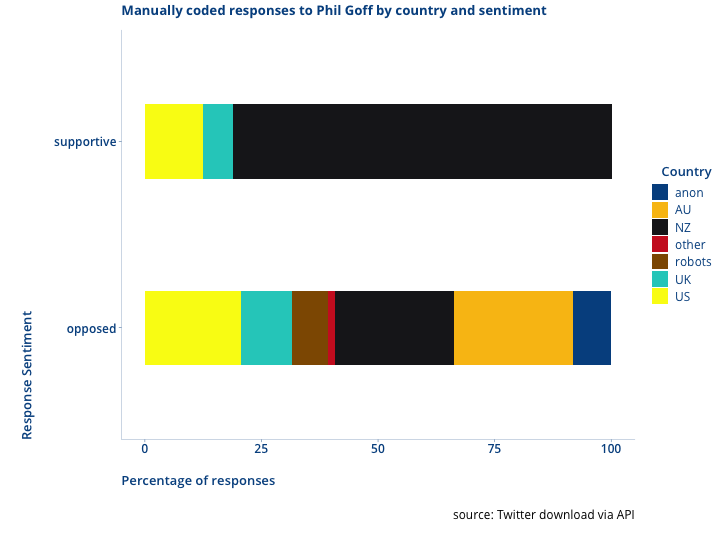 Manually coded responses to Phil Goff by country and sentiment
supportive
opposed
Response Sentiment
0 25 50 75 100
Percentage of responses
Country
anon
AU
NZ
other
robots
UK
US
source: Twitter download via API